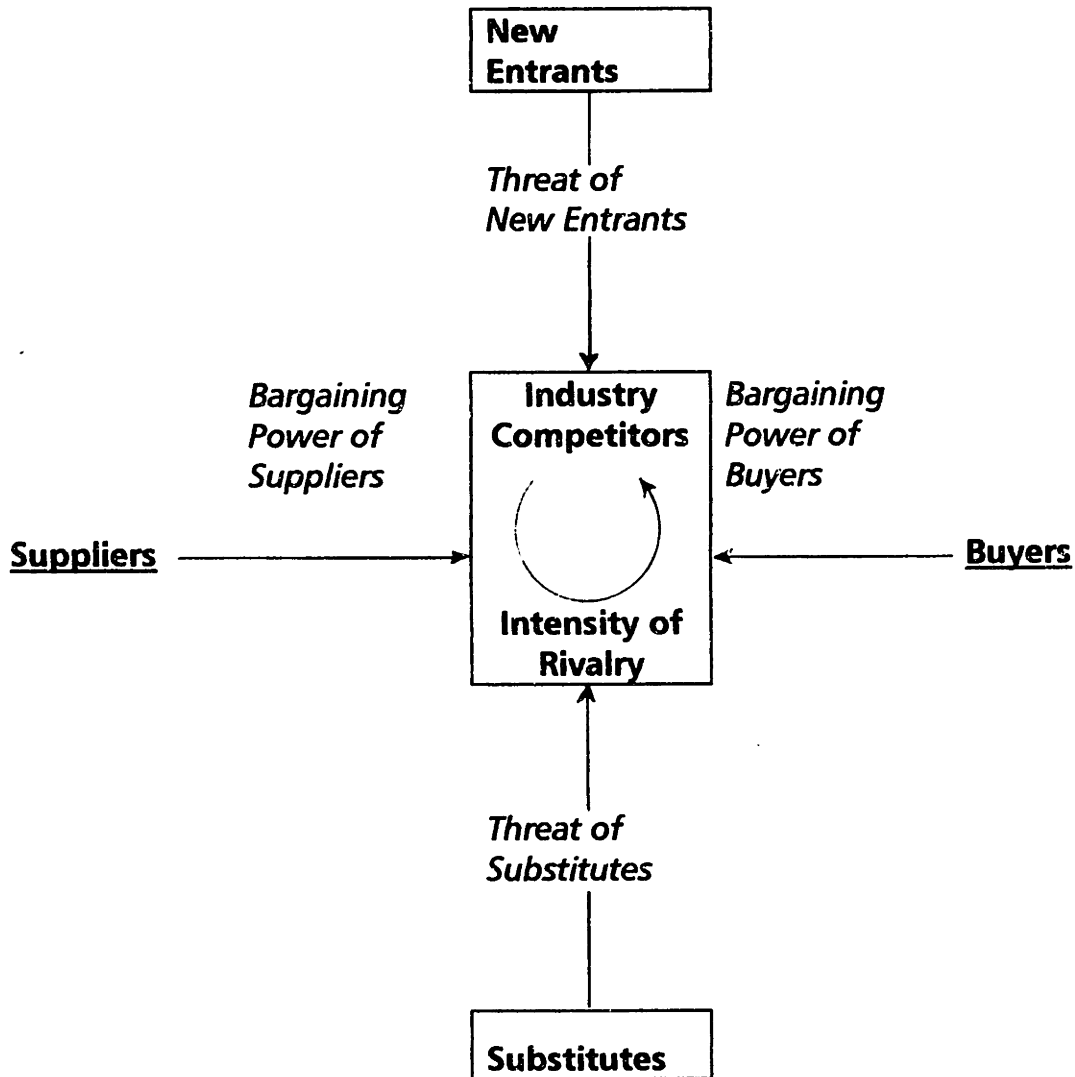 New
Entrants
Threat of
New Entrants
Bargaining
Power of
Suppliers
Industry
Competitors
Bargaining
Power of
Buyers
Suppliers
Buyers
Intensity of
Rivalry
Threat of
Substitutes
Substitutes